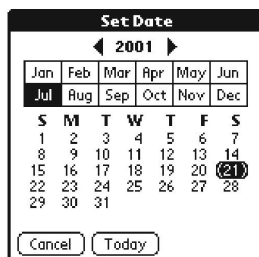 Set Date
2001
Jan Feb Mar Apr May Jun
Jul Aug Sep Oct Nov Dec
S M T W T F S
1 2 3 4 5 6 7
8 9 10 11 12 13 14
15 16 17 18 19 20 21
22 23 24 25 26 27 28
29 30 31
Cancel Today